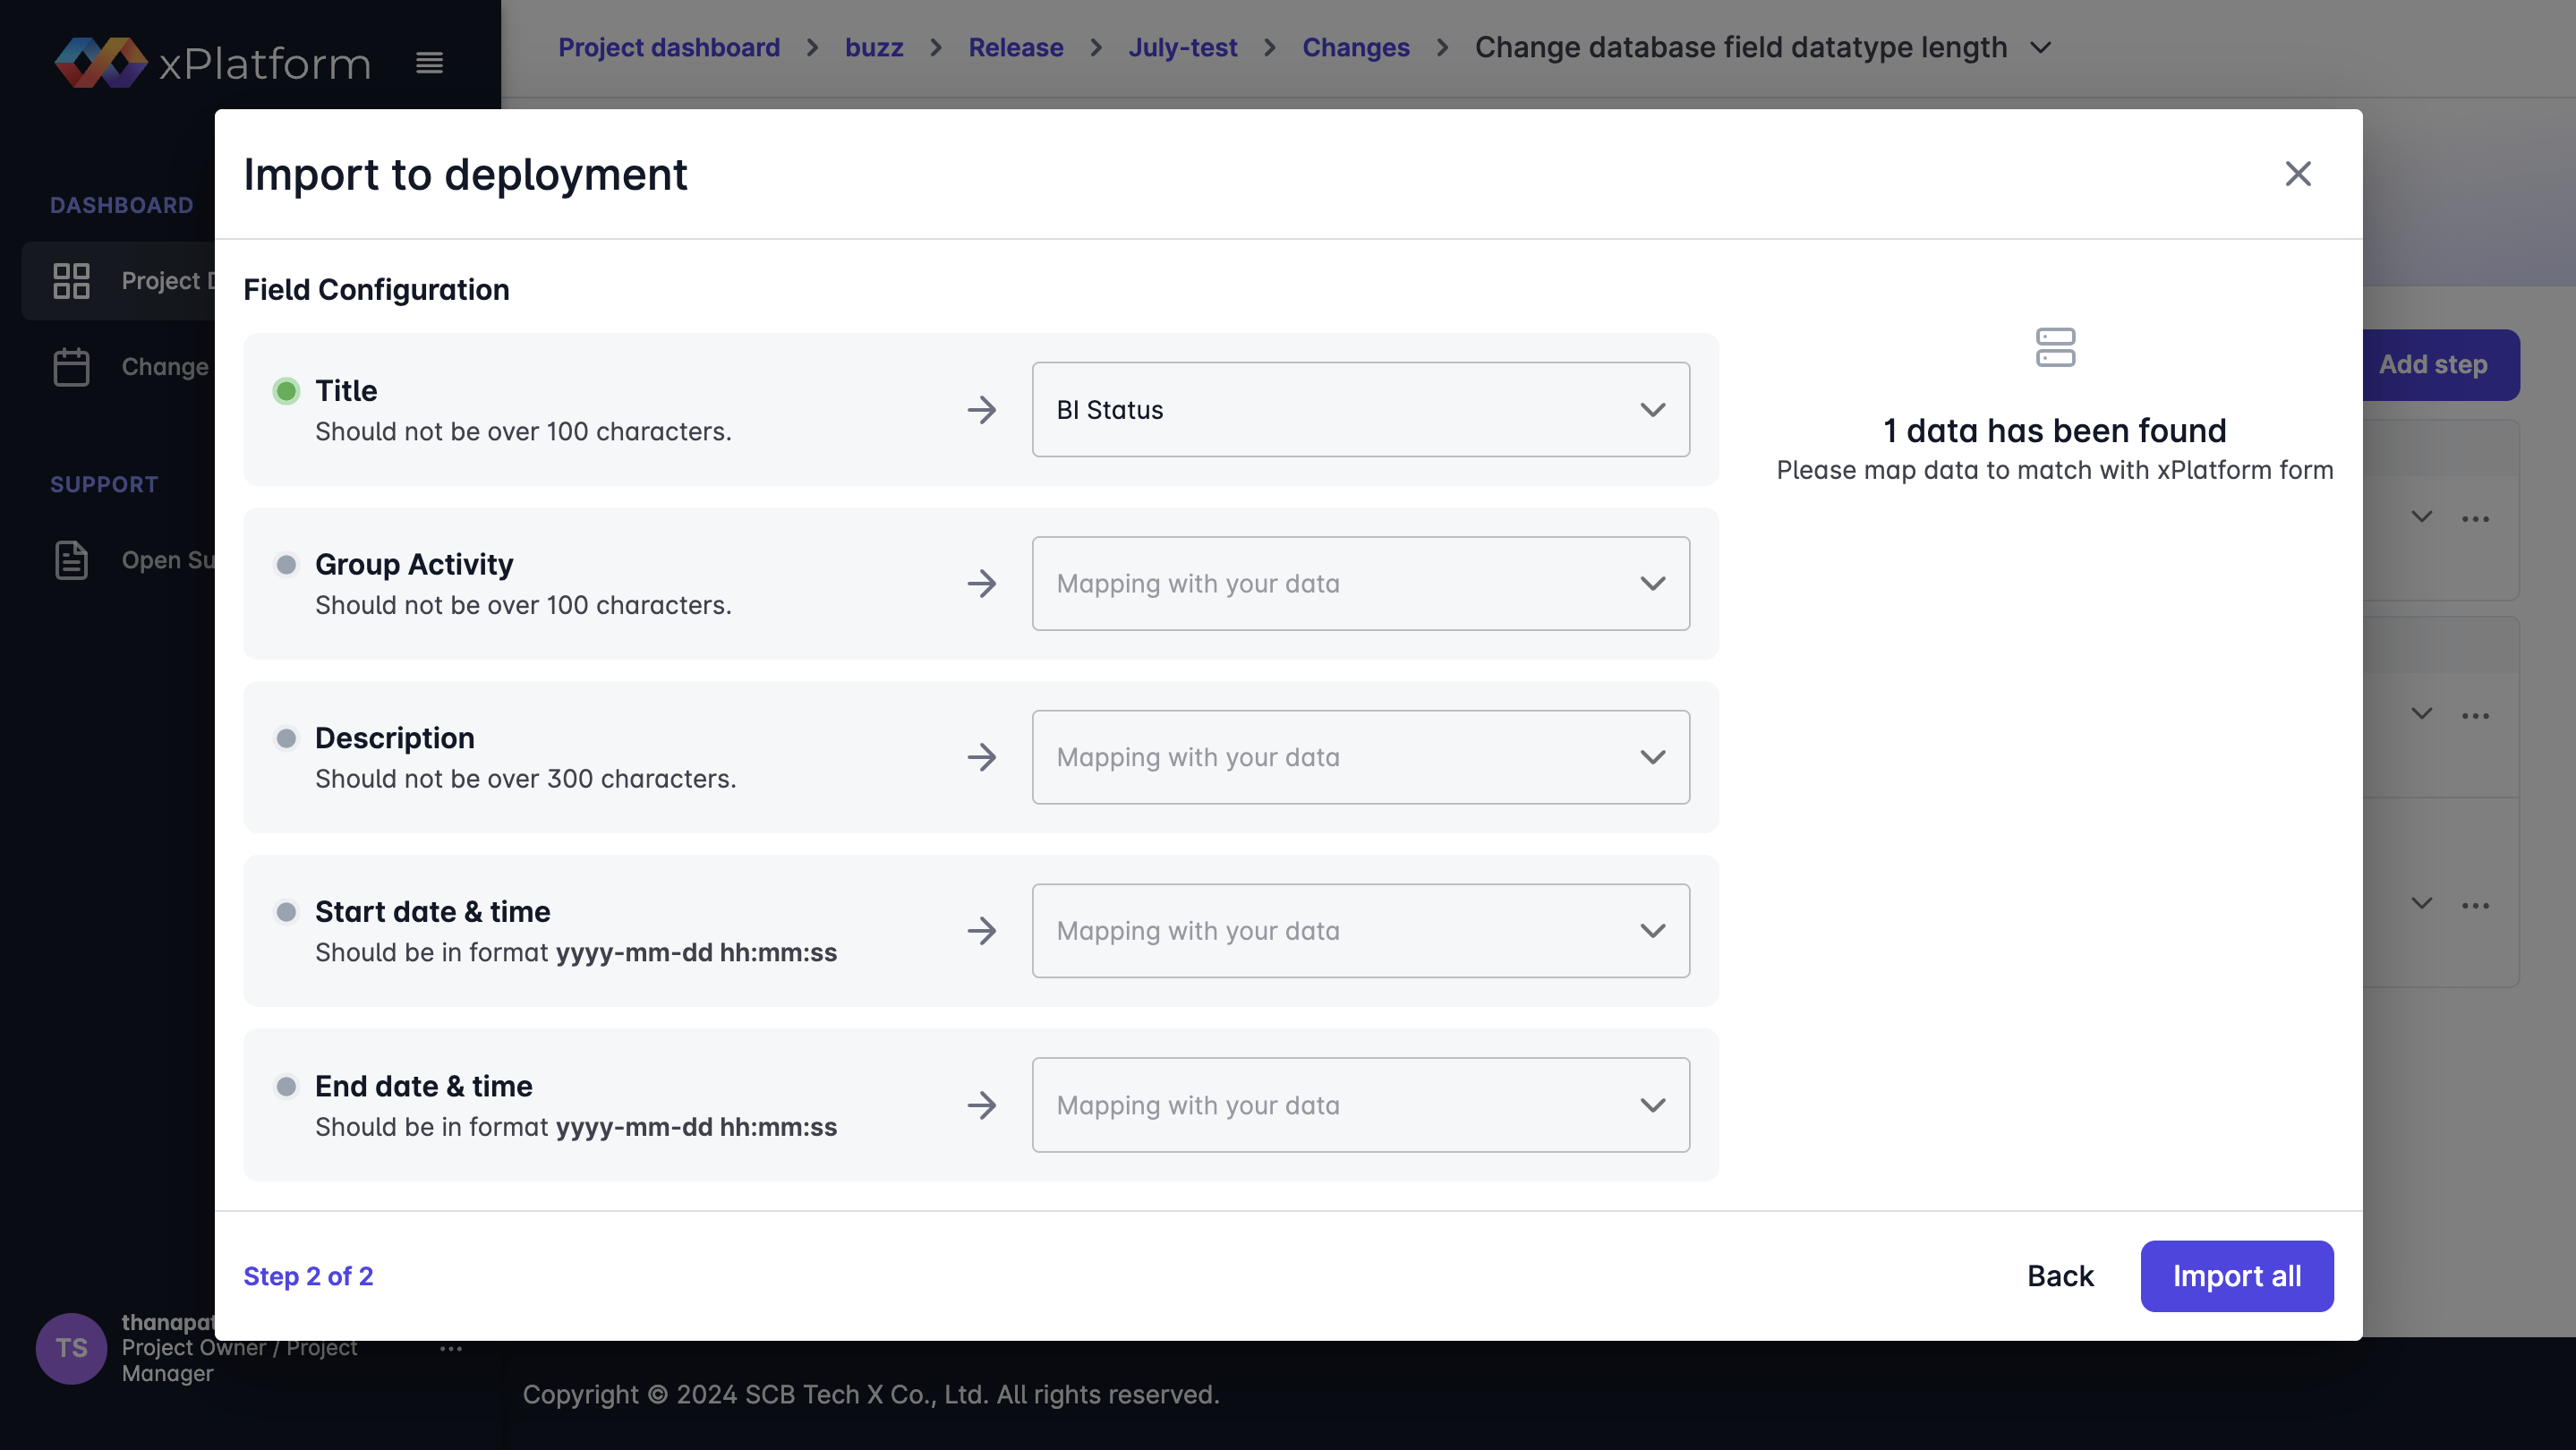 xPlatform
Project dashboard
buzz
Release
July-test
Changes
Change database field datatype length
DASHBOARD
Project D
Change
SUPPORT
Open Su
Import to deployment
Field Configuration
Title
Should not be over 100 characters.
BI Status
Group Activity
Should not be over 100 characters.
Mapping with your data
Description
Should not be over 300 characters.
Mapping with your data
Start date & time
Should be in format yyyy-mm-dd hh:mm:ss
Mapping with your data
End date & time
Should be in format yyyy-mm-dd hh:mm:ss
Mapping with your data
1 data has been found
Please map data to match with xPlatform form
Add step
Step 2 of 2
Back
Import all
TS
thanapat
Project Owner / Project
Manager
Copyright © 2024 SCB Tech X Co., Ltd. All rights reserved.